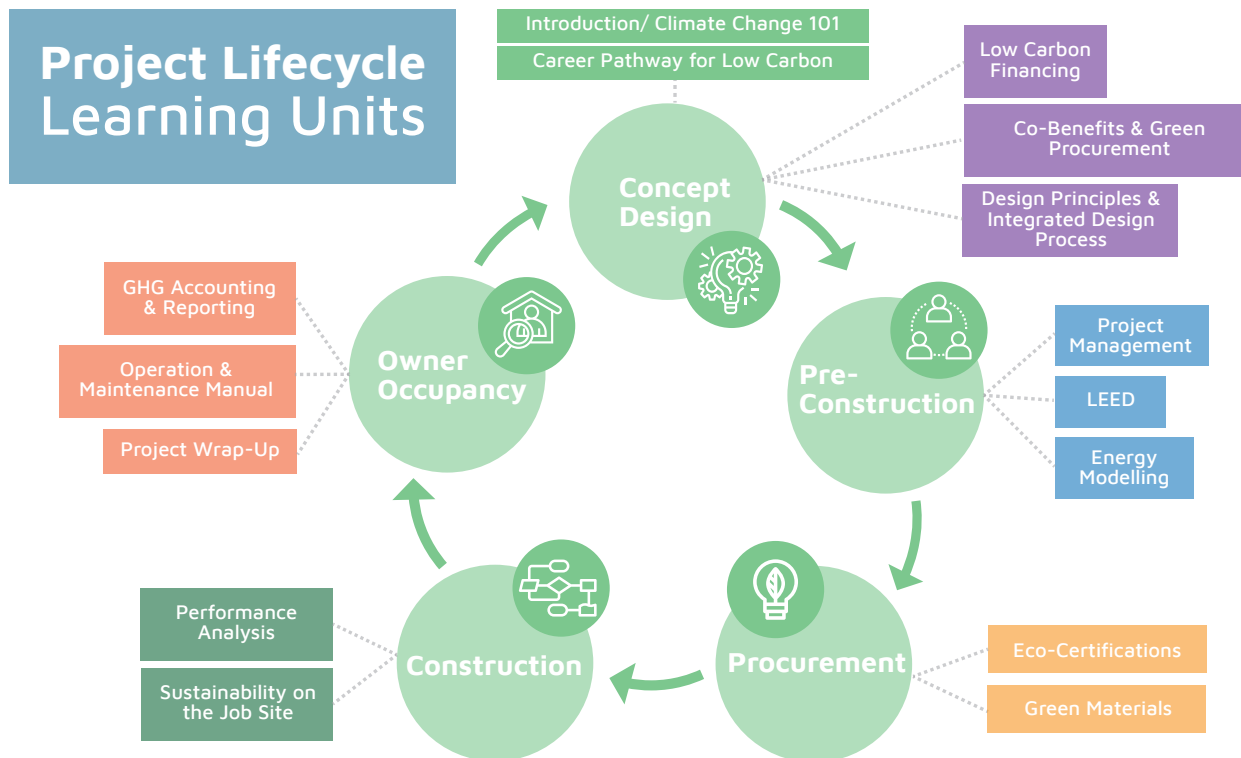 Project Lifecycle
Learning Units
Introduction/ Climate Change 101
Career Pathway for Low Carbon
Concept
Design
Low Carbon
Financing
Co-Benefits & Green
Procurement
Design Principles &
Integrated Design
Process
Pre-
Construction
Project
Management
LEED
Energy
Modelling
Procurement
Eco-Certifications
Green Materials
Construction
Performance
Analysis
Sustainability on
the Job Site
Owner
Occupancy
GHG Accounting
& Reporting
Operation &
Maintenance Manual
Project Wrap-Up